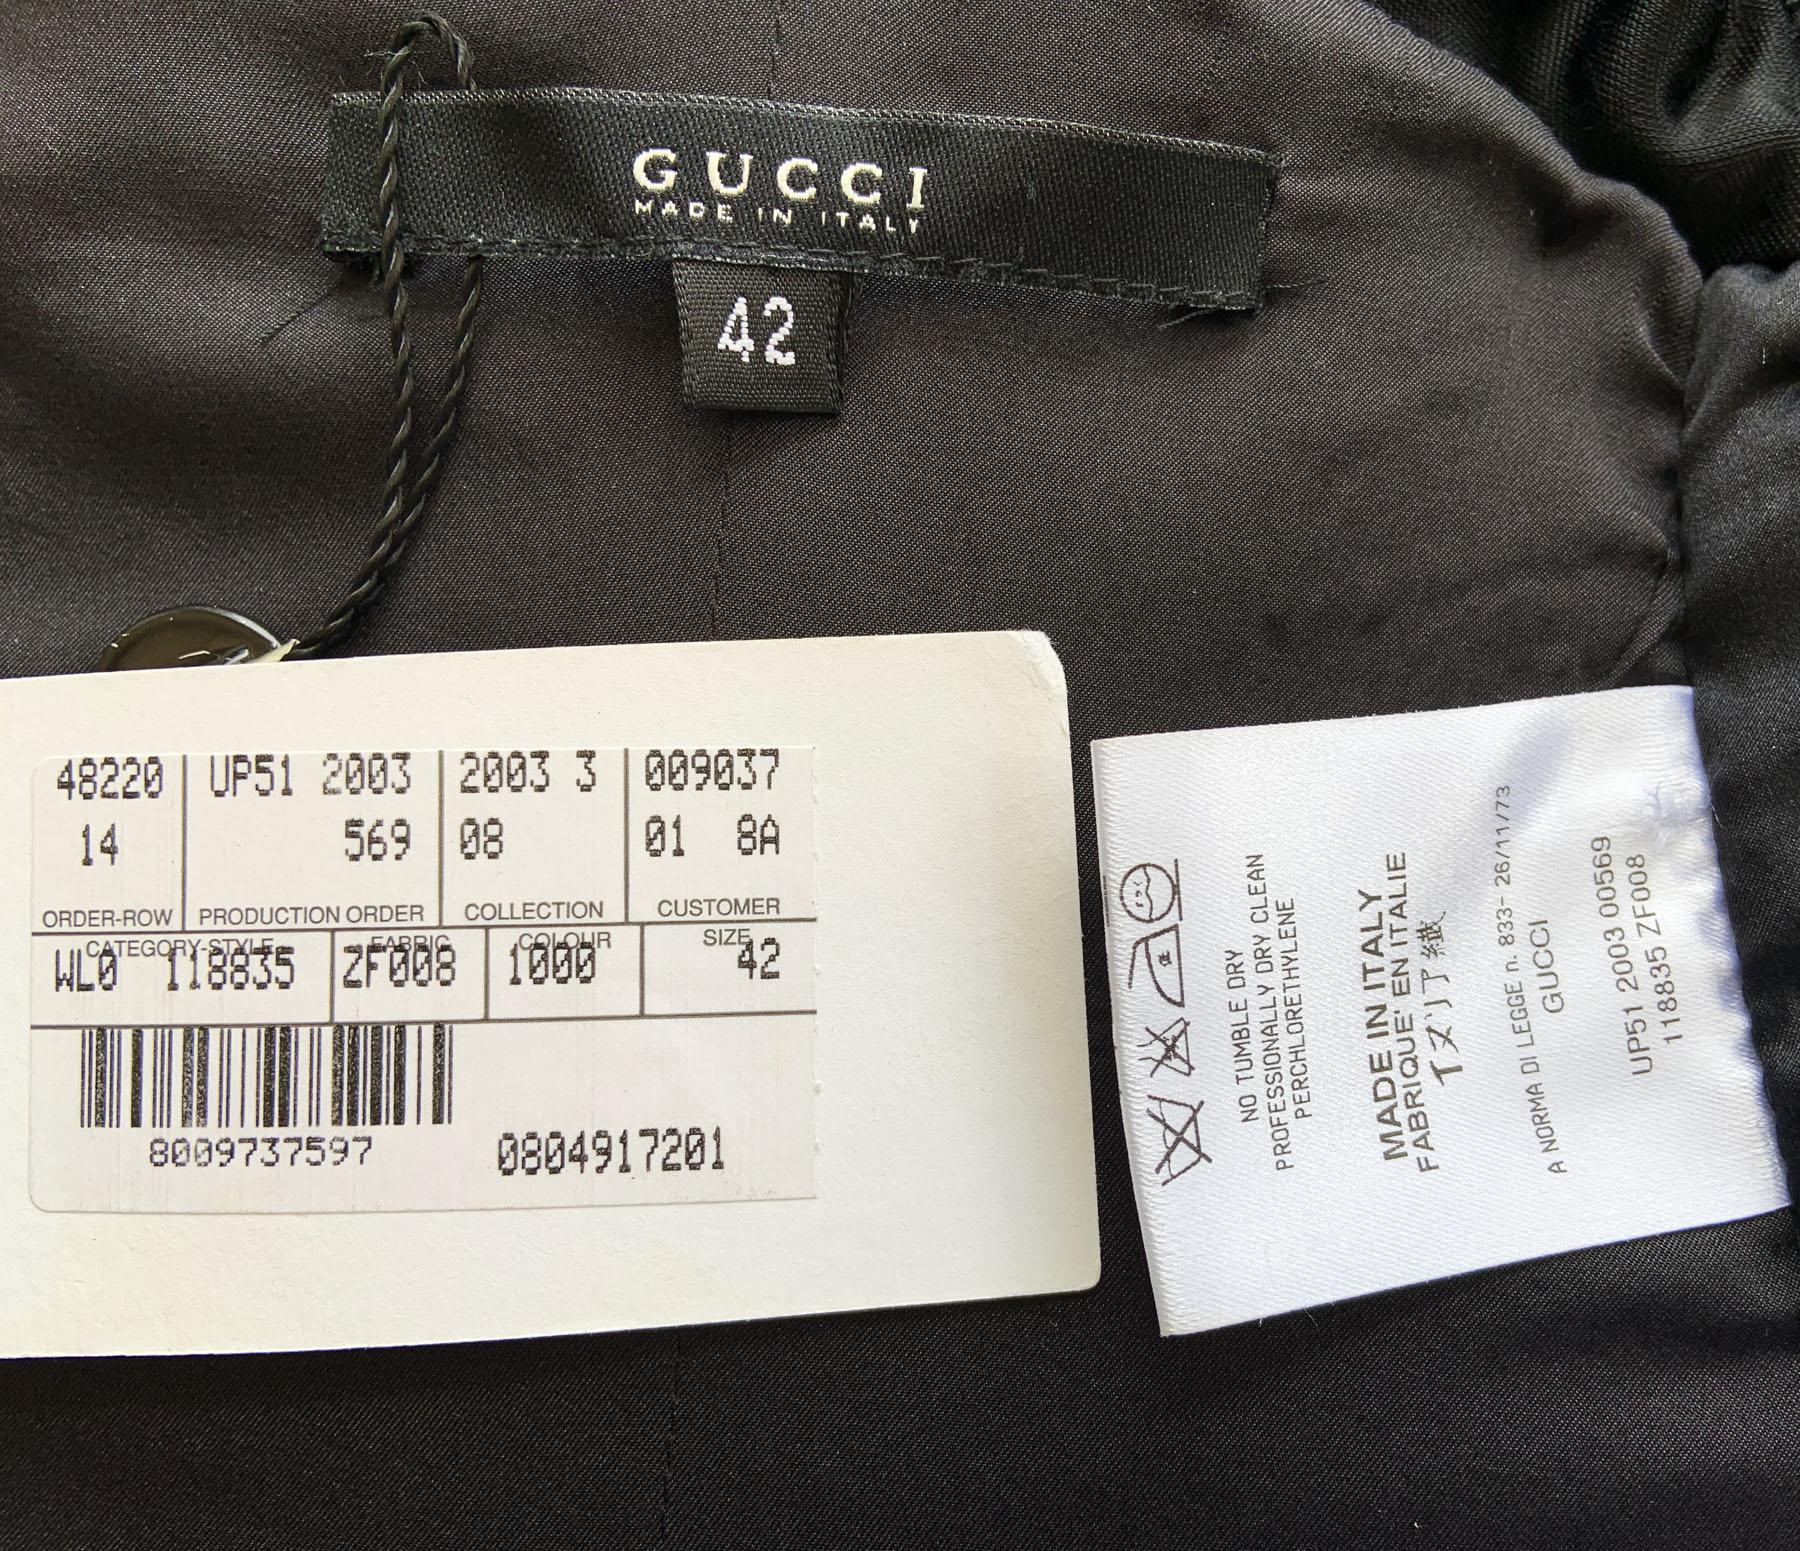 GUCCI
MADE IN ITALY
42
48220 UP51 2003 2003 3 009037
14 569 08 01 8A
ORDER-ROW PRODUCTION ORDER COLLECTION CUSTOMER
CATEGORY-STYLE FABRIC COLOUR SIZE
WL0 118835 ZF008 1000 42
8009737597 0804917201
NO TUMBLE DRY
PROFESSIONALLY DRY CLEAN
PERCHLORETHYLENE
MADE IN ITALY
FABRIQUE' EN ITALIE
A NORMA DI LEGGE n. 833- 26/11/73
GUCCI
UP51 2003 00569
118835 ZF008